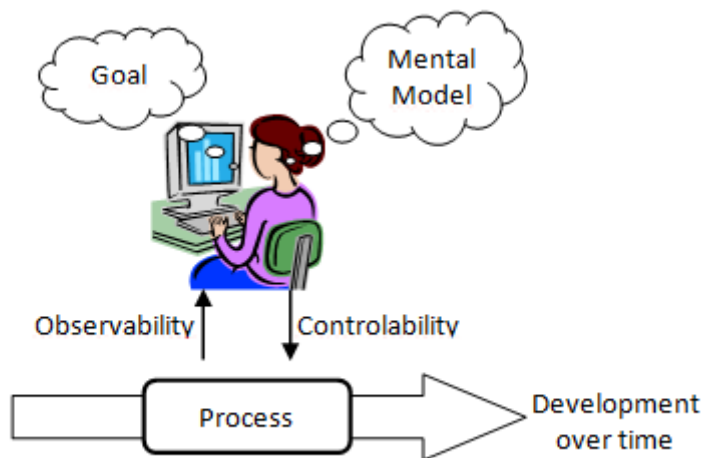 Goal
Mental
Model
Observability
Controlability
Process
Development
over time